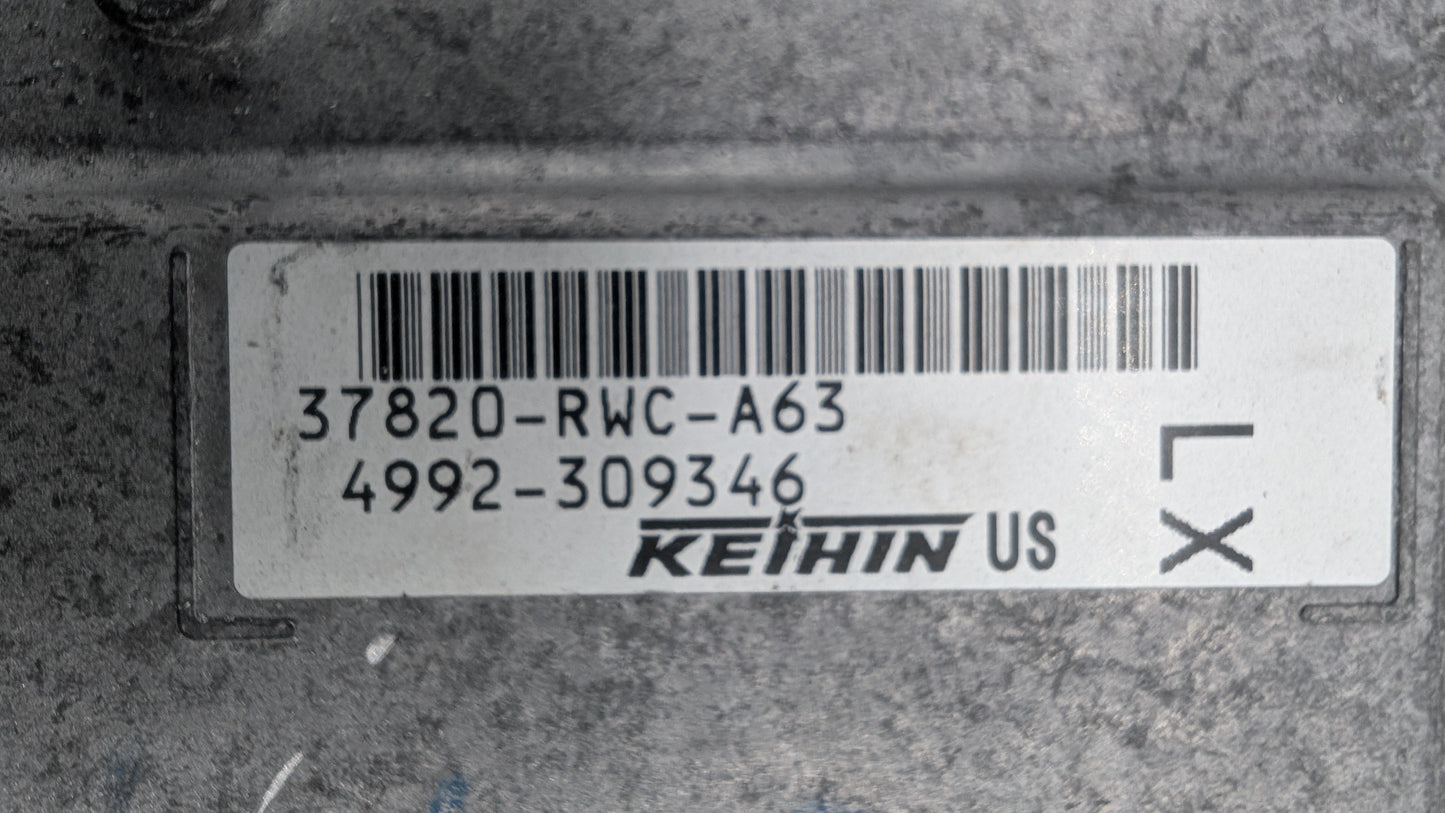 37820-RWC-A63
4992-309346
KEIHIN US
LX